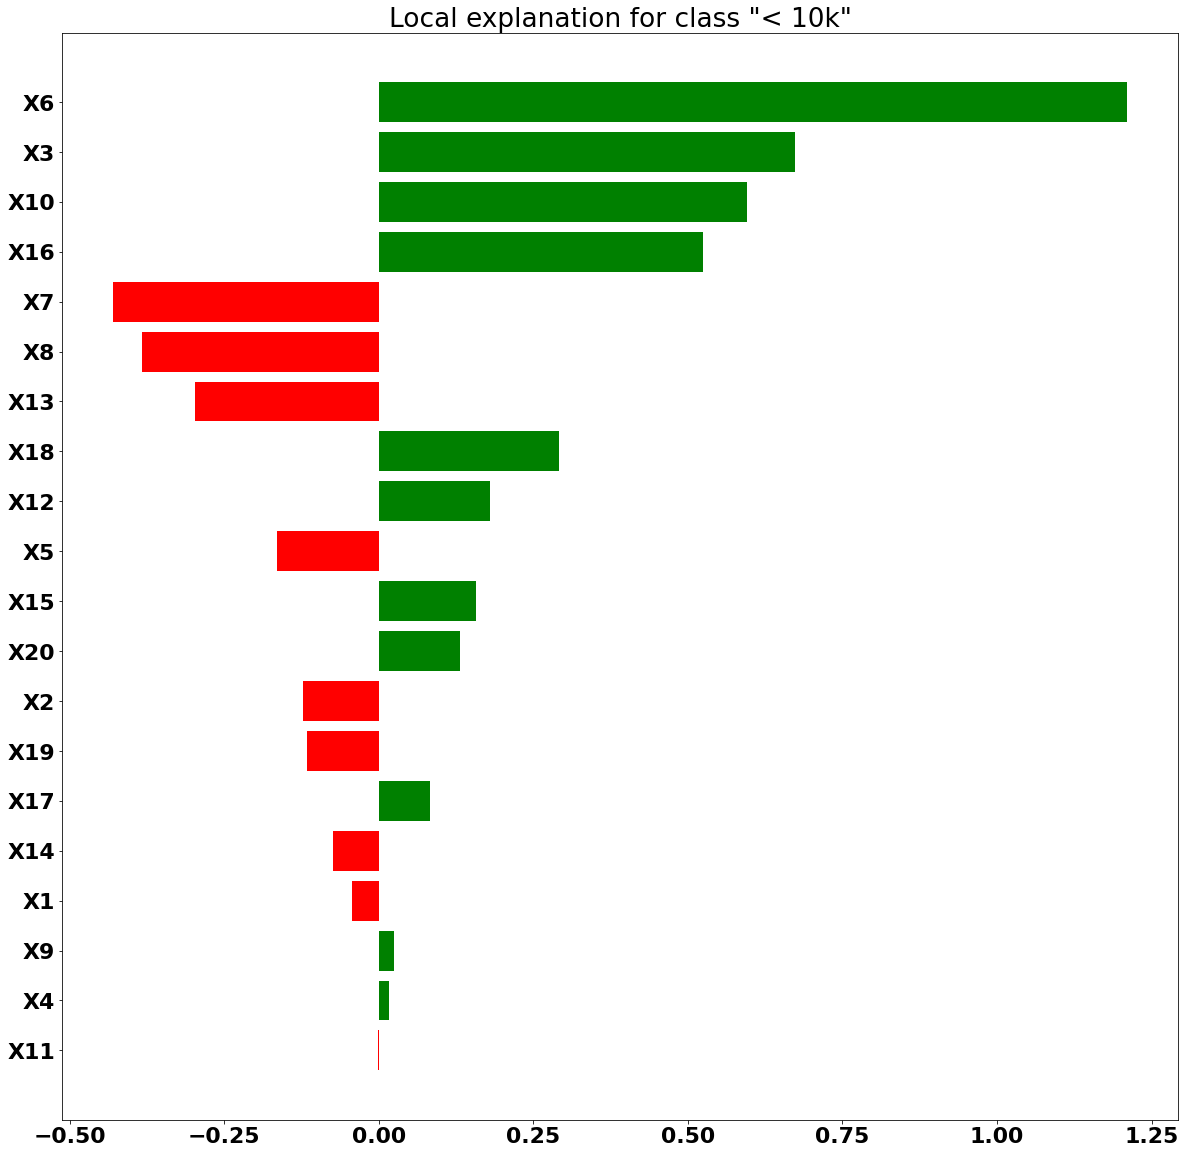 Local explanation for class "< 10k"
X6
X3
X10
X16
X7
X8
X13
X18
X12
X5
X15
X20
X2
X19
X17
X14
X1
X9
X4
X11
−0.50 −0.25 0.00 0.25 0.50 0.75 1.00 1.25